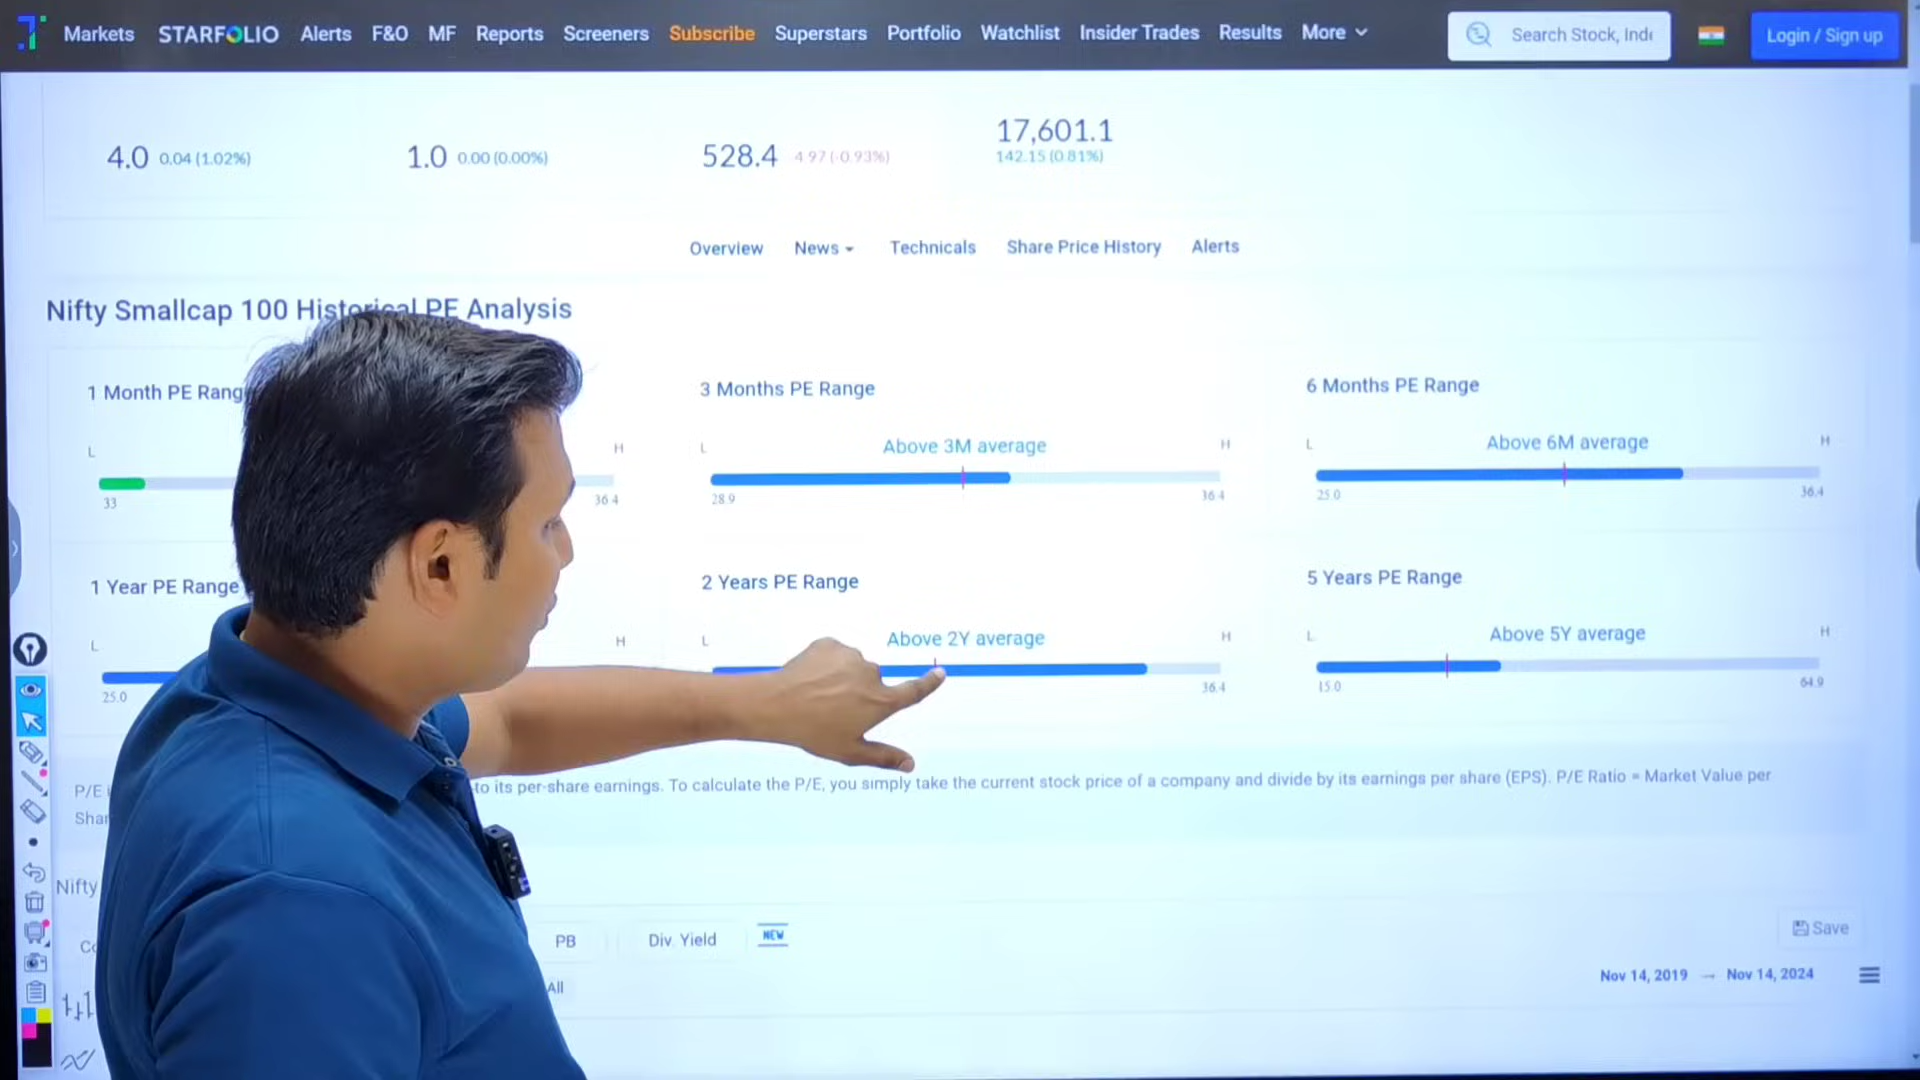 Markets STARFOLIO Alerts F&O MF Reports Screeners Subscribe Superstars Portfolio Watchlist Insider Trades Results More Search Stock, Inde Login / Sign up
4.0 0.04 (1.02%) 1.0 0.00 (0.00%) 528.4 4.97 (-0.93%) 17,601.1
142.15 (0.81%)
Overview News Technicals Share Price History Alerts
Nifty Smallcap 100 Historical PE Analysis
1 Month PE Rang 3 Months PE Range 6 Months PE Range
L H L Above 3M average H L Above 6M average H
33 36.4 28.9 36.4 25.0 36.4
1 Year PE Range 2 Years PE Range 5 Years PE Range
L H L Above 2Y average H L Above 5Y average H
25.0 36.4 15.0 64.9
P/E to its per-share earnings. To calculate the P/E, you simply take the current stock price of a company and divide by its earnings per share (EPS). P/E Ratio = Market Value per
Shar
Nifty
PB Div. Yield NEW Save
All Nov 14, 2019 → Nov 14, 2024